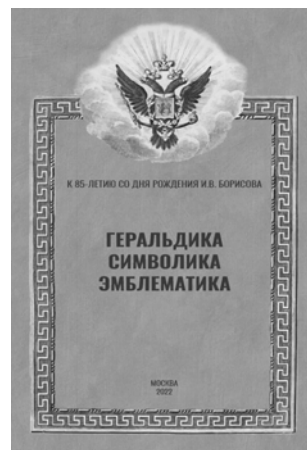 К 85-ЛЕТИЮ СО ДНЯ РОЖДЕНИЯ И.В. БОРИСОВА
ГЕРАЛЬДИКА
СИМВОЛИКА
ЭМБЛЕМАТИКА
МОСКВА
2022